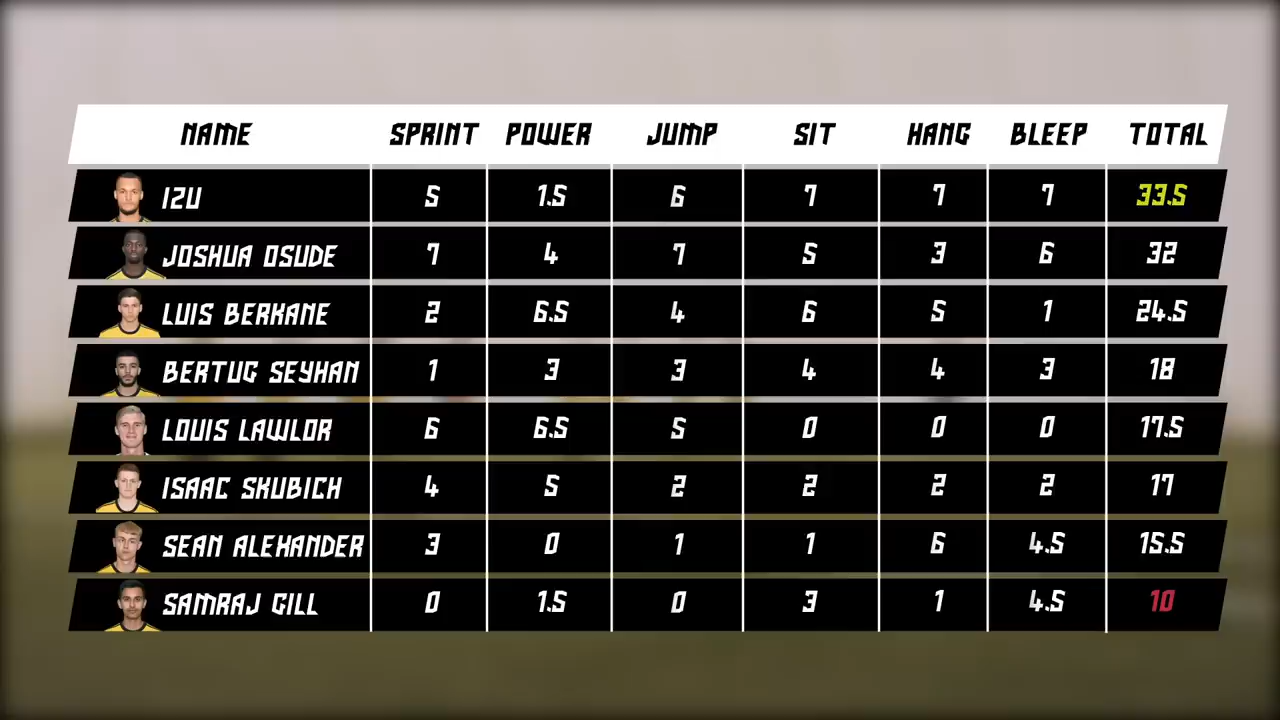 NAME SPRINT POWER JUMP SIT HANG BLEEP TOTAL
IZU 5 1.5 6 7 7 7 33.5
JOSHUA OSUDE 7 4 7 5 3 6 32
LUIS BERKANE 2 6.5 4 6 5 1 24.5
BERTUG SEYHAN 1 3 3 4 4 3 18
LOUIS LAWLOR 6 6.5 5 0 0 0 17.5
ISAAC SKUBICH 4 5 2 2 2 2 17
SEAN ALEXANDER 3 0 1 1 6 4.5 15.5
SAMRAJ GILL 0 1.5 0 3 1 4.5 10